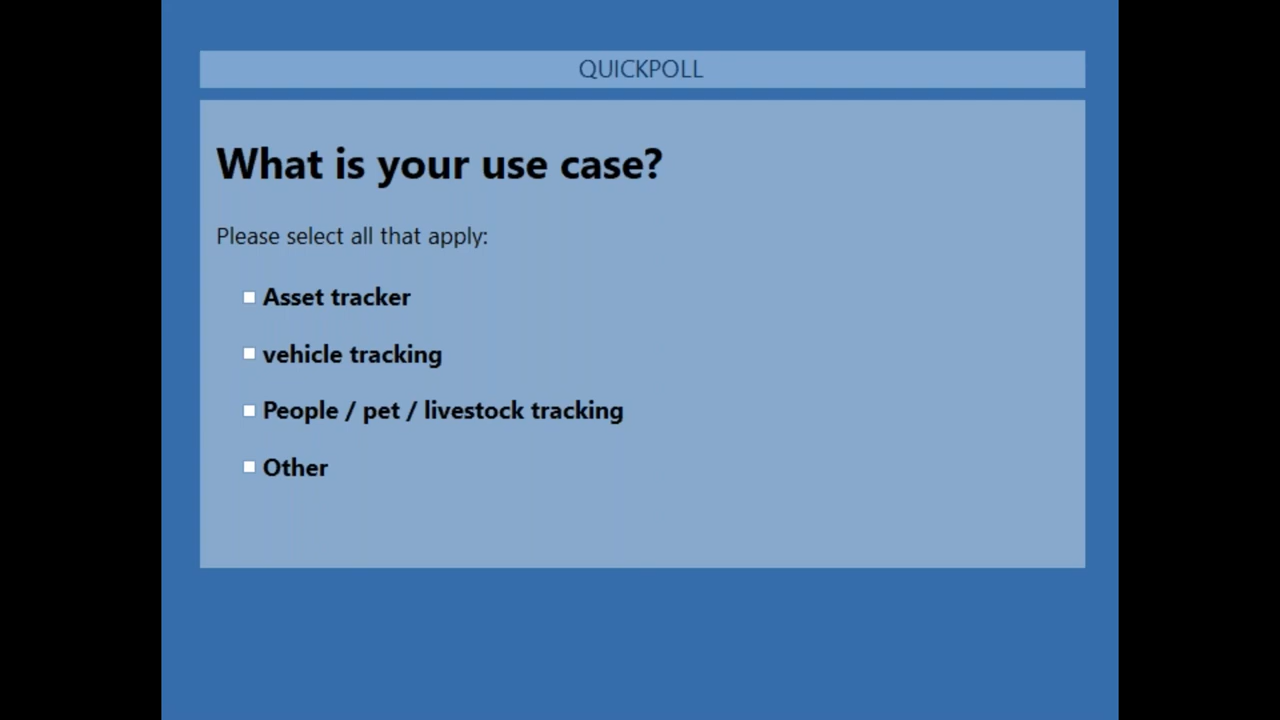 QUICKPOLL
What is your use case?
Please select all that apply:
Asset tracker
vehicle tracking
People / pet / livestock tracking
Other